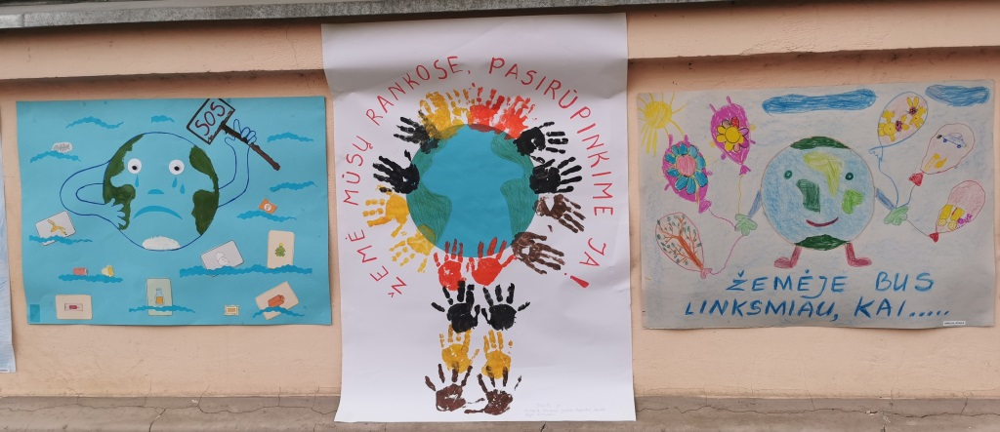 SOS
ŽEMĖ MŪSŲ RANKOSE, PASIRŪPINKIME JA!
ŽEMĖJE BUS
LINKSMIAU, KAI.....